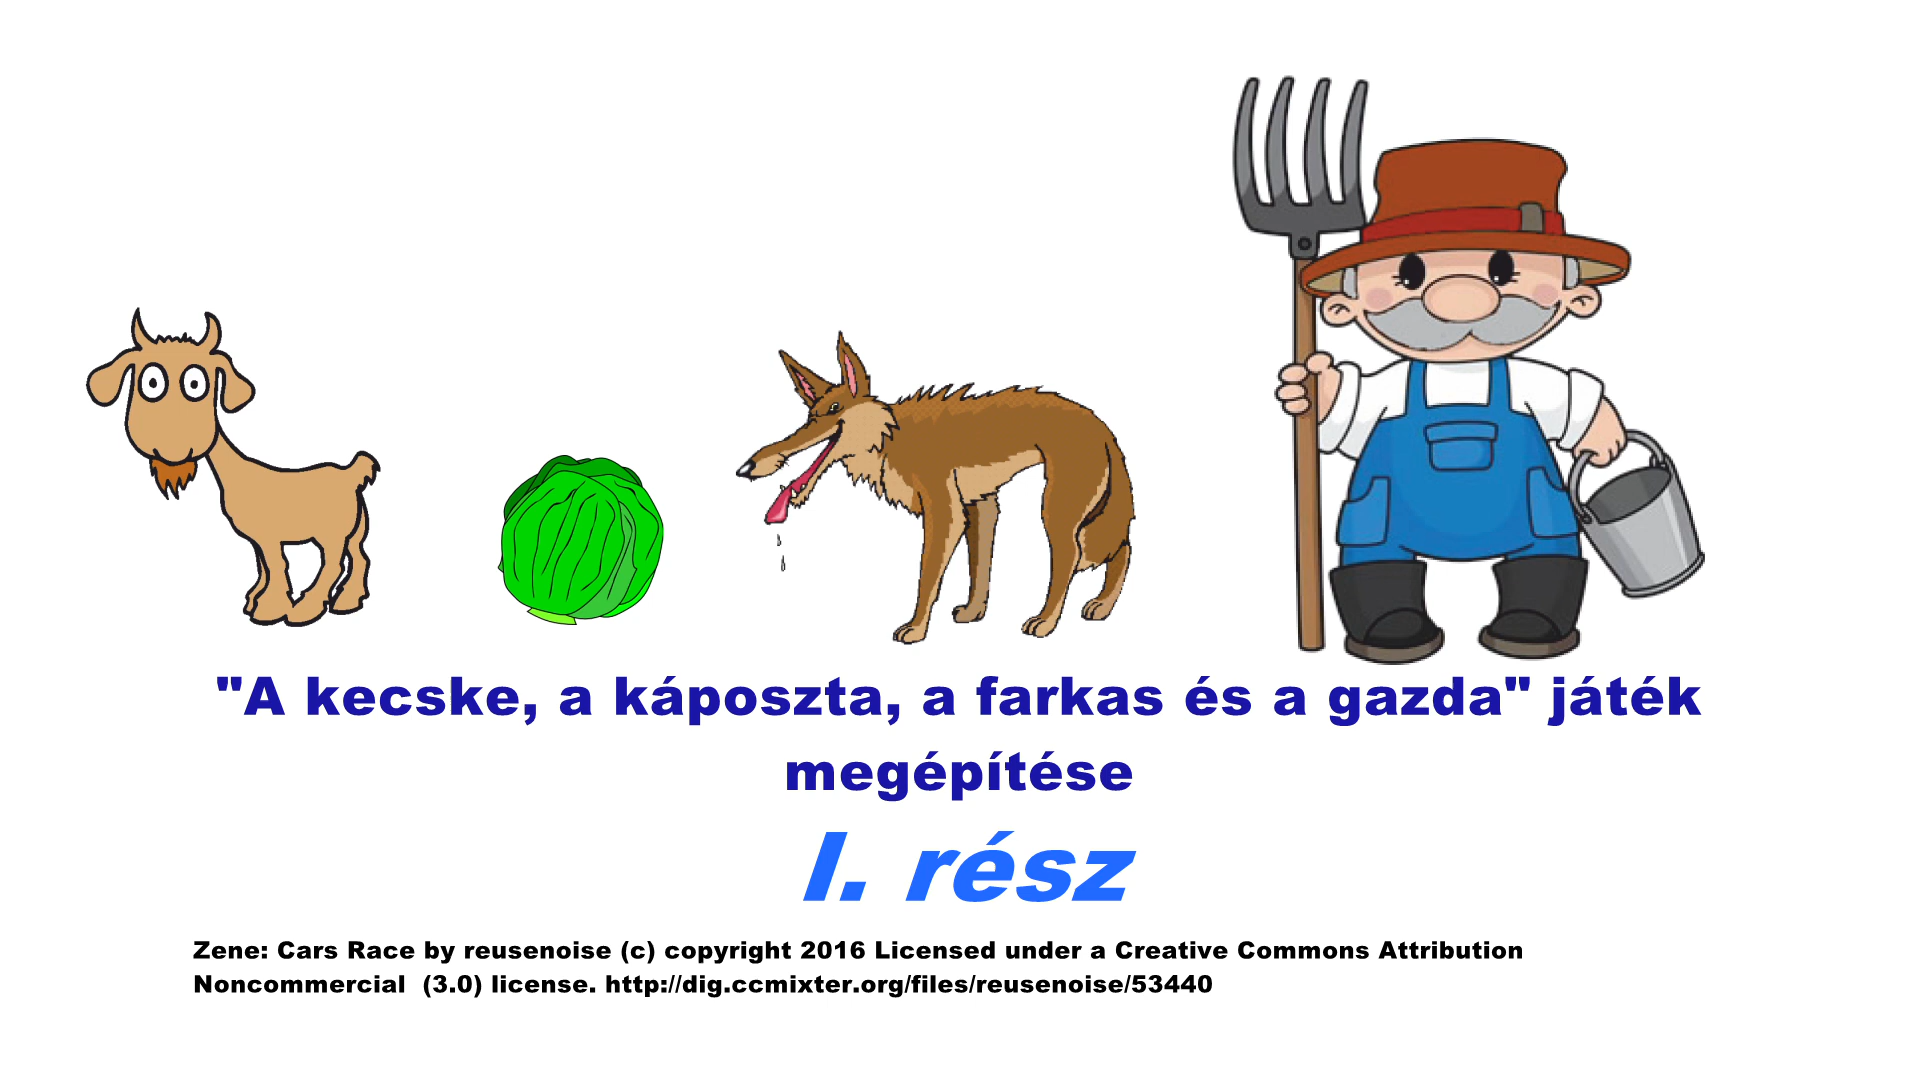 "A kecske, a káposzta, a farkas és a gazda" játék
megépítése
I. rész
Zene: Cars Race by reusenoise (c) copyright 2016 Licensed under a Creative Commons Attribution
Noncommercial  (3.0) license. http://dig.ccmixter.org/files/reusenoise/53440